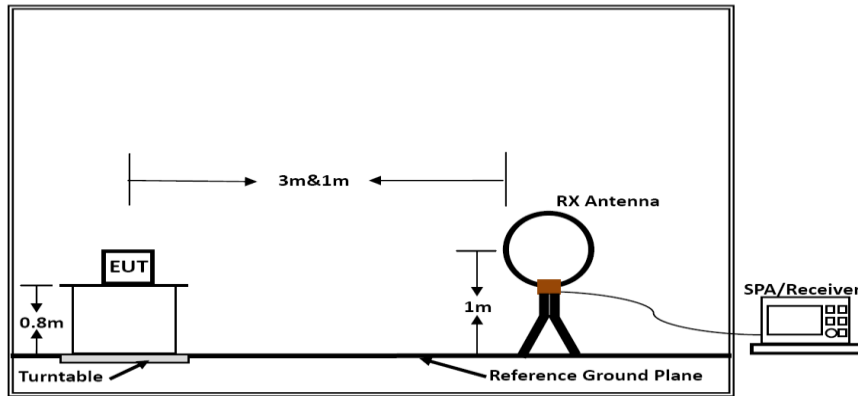 3m&1m
RX Antenna
EUT
SPA/Receiver
0.8m
1m
Turntable
Reference Ground Plane